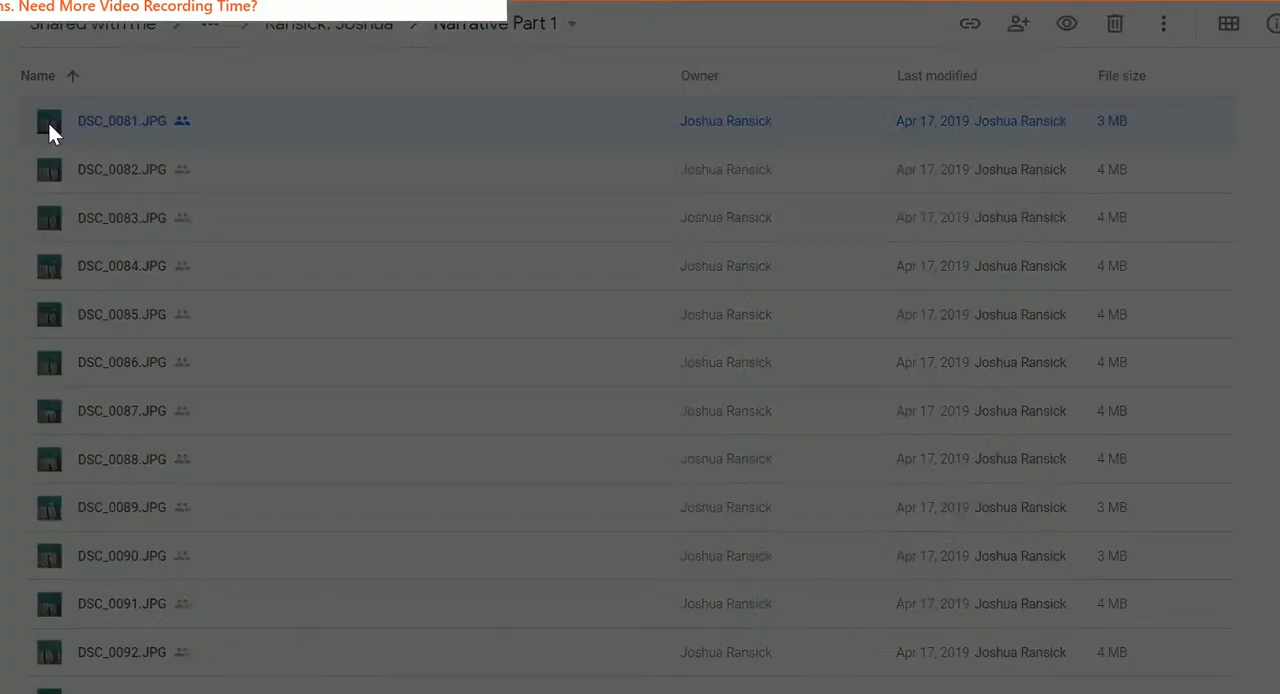 ns. Need More Video Recording Time?
Shared with me ... Ransick, Joshua Narrative Part 1
Name Owner Last modified File size
DSC_0081.JPG Joshua Ransick Apr 17, 2019 Joshua Ransick 3 MB
DSC_0082.JPG Joshua Ransick Apr 17, 2019 Joshua Ransick 4 MB
DSC_0083.JPG Joshua Ransick Apr 17, 2019 Joshua Ransick 4 MB
DSC_0084.JPG Joshua Ransick Apr 17, 2019 Joshua Ransick 4 MB
DSC_0085.JPG Joshua Ransick Apr 17, 2019 Joshua Ransick 4 MB
DSC_0086.JPG Joshua Ransick Apr 17, 2019 Joshua Ransick 4 MB
DSC_0087.JPG Joshua Ransick Apr 17, 2019 Joshua Ransick 4 MB
DSC_0088.JPG Joshua Ransick Apr 17, 2019 Joshua Ransick 4 MB
DSC_0089.JPG Joshua Ransick Apr 17, 2019 Joshua Ransick 3 MB
DSC_0090.JPG Joshua Ransick Apr 17, 2019 Joshua Ransick 3 MB
DSC_0091.JPG Joshua Ransick Apr 17, 2019 Joshua Ransick 4 MB
DSC_0092.JPG Joshua Ransick Apr 17, 2019 Joshua Ransick 4 MB